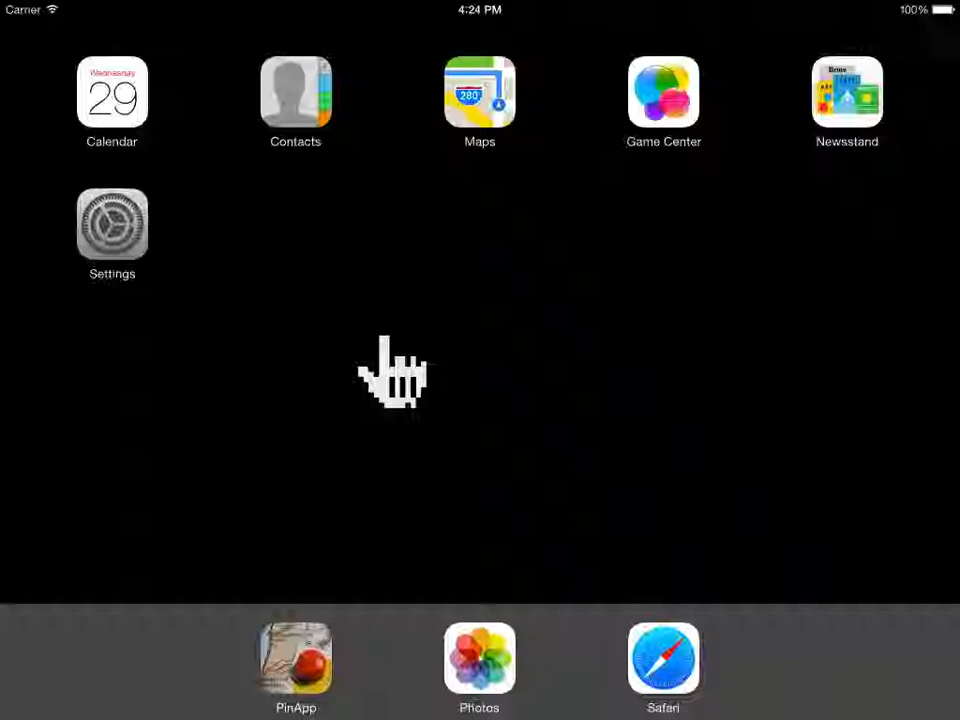 Carrier 4:24 PM 100%
Wednesday
29
280
Calendar Contacts Maps Game Center Newsstand
Settings
PinApp Photos Safari